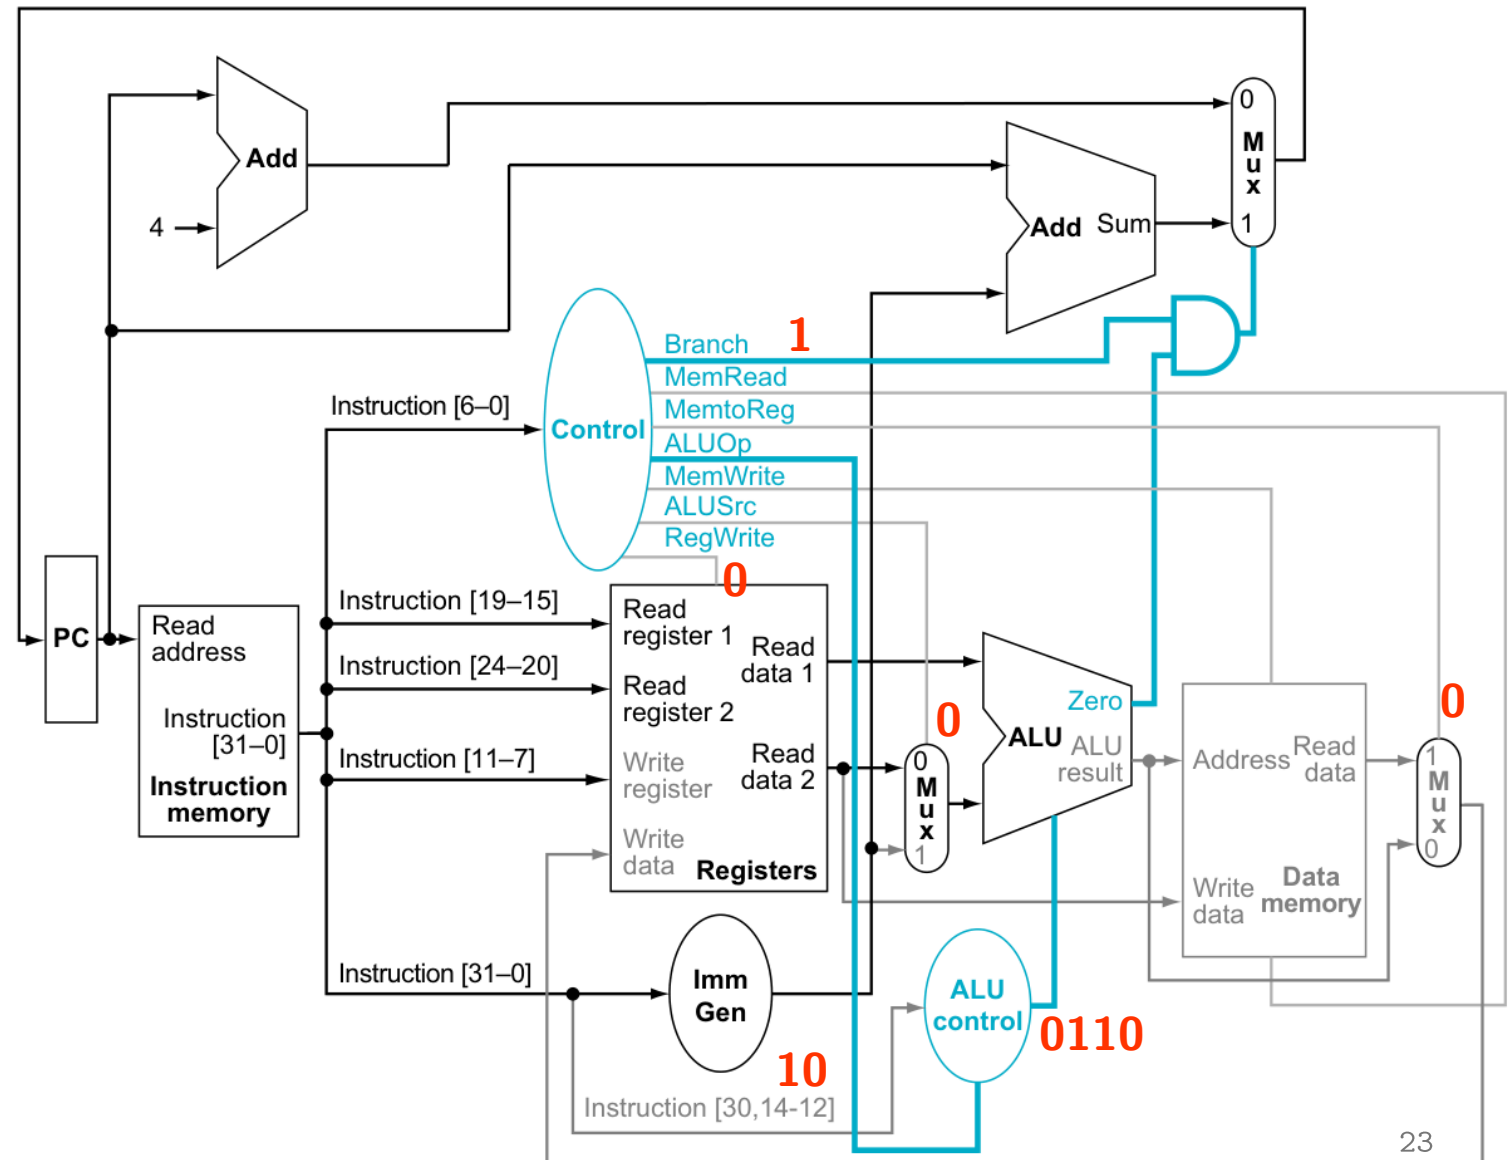 0
M
u
x
1
Add
4
Add Sum
Branch 1
MemRead
MemtoReg
ALUOp
MemWrite
ALUSrc
RegWrite
Control
Instruction [6–0]
0
PC
Read
address
Instruction
[31–0]
Instruction
memory
Instruction [19–15]
Instruction [24–20]
Instruction [11–7]
Instruction [31–0]
Read
register 1
Read
register 2
Write
register
Write
data
Read
data 1
Read
data 2
Registers
0
0
M
u
x
1
Zero
ALU
ALU
result
Address
Read
data
Write
data
Data
memory
0
1
M
u
x
0
Imm
Gen
ALU
control
0110
10
Instruction [30,14-12]
23